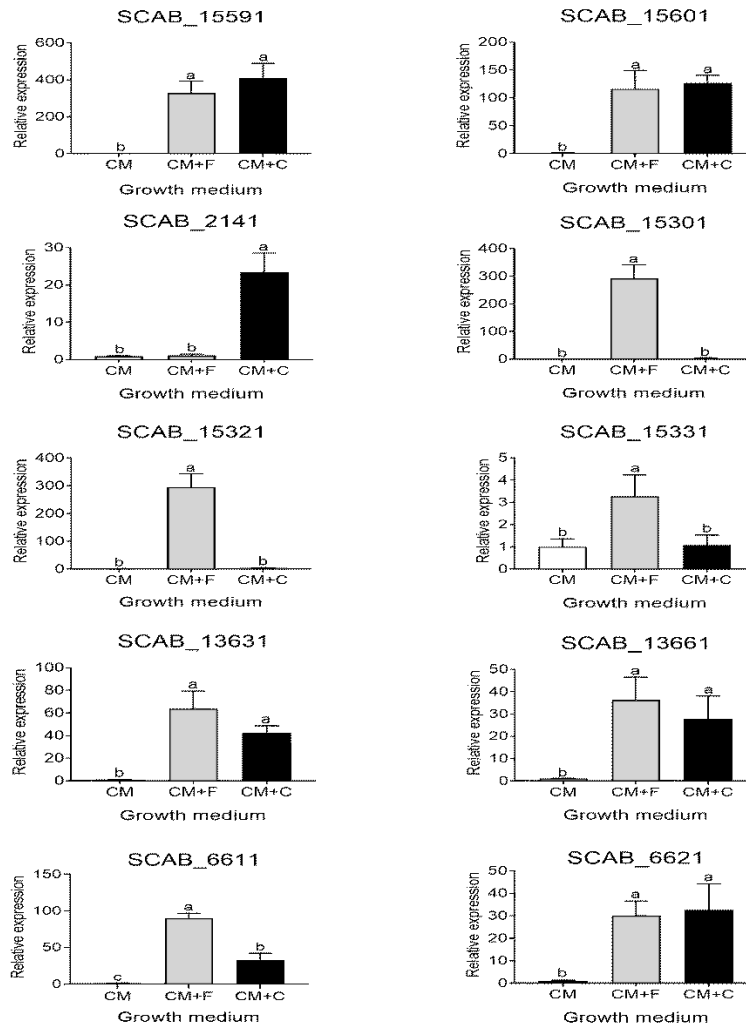 SCAB_15591
Relative expression
600
400
200
0
b
a
a
CM
CM+F
CM+C
Growth medium
SCAB_15601
Relative expression
200
150
100
50
0
b
a
a
CM
CM+F
CM+C
Growth medium
SCAB_2141
Relative expression
30
20
10
0
b
b
a
CM
CM+F
CM+C
Growth medium
SCAB_15301
Relative expression
400
300
200
100
0
b
a
b
CM
CM+F
CM+C
Growth medium
SCAB_15321
Relative expression
400
300
200
100
0
b
a
b
CM
CM+F
CM+C
Growth medium
SCAB_15331
Relative expression
5
4
3
2
1
0
b
a
b
CM
CM+F
CM+C
Growth medium
SCAB_13631
Relative expression
100
80
60
40
20
0
b
a
a
CM
CM+F
CM+C
Growth medium
SCAB_13661
Relative expression
50
40
30
20
10
0
b
a
a
CM
CM+F
CM+C
Growth medium
SCAB_6611
Relative expression
150
100
50
0
c
a
b
CM
CM+F
CM+C
Growth medium
SCAB_6621
Relative expression
50
40
30
20
10
0
b
a
a
CM
CM+F
CM+C
Growth medium